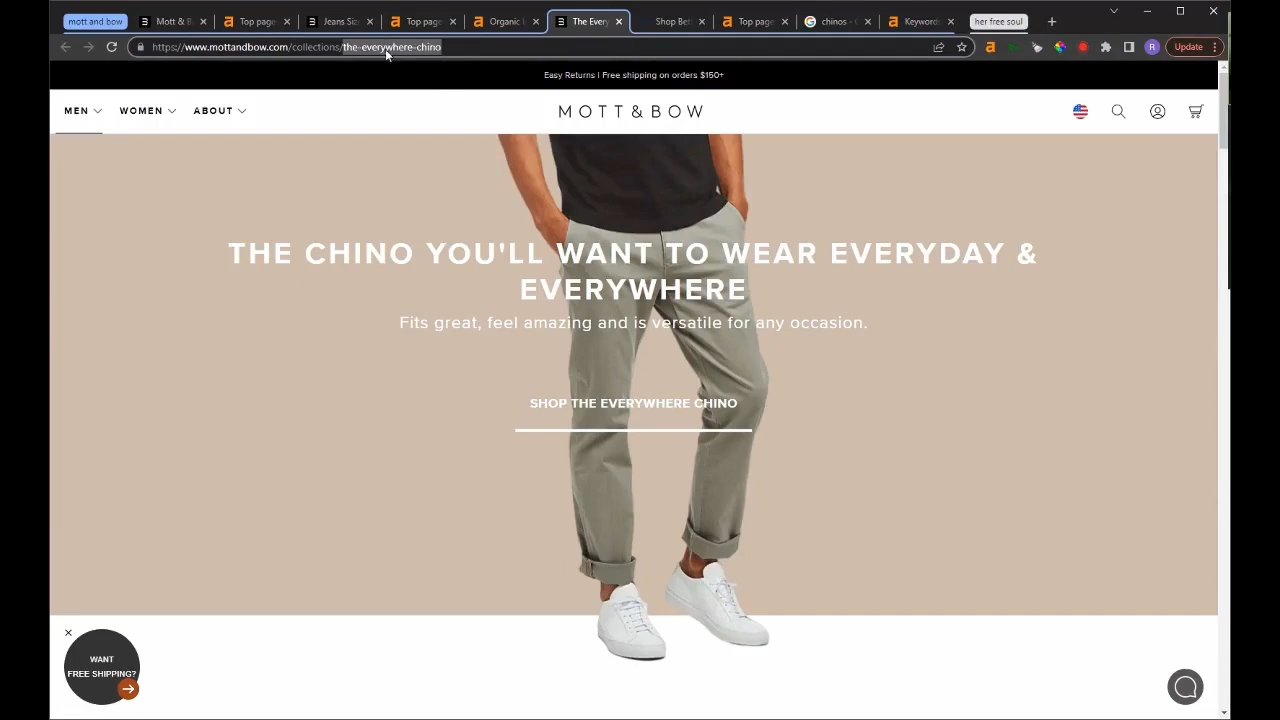 mott and bow
Mott & B
Top page
Jeans Siz
Top page
Organic k
The Every
Shop Bet
Top page
chinos - G
Keywords
her free soul
https://www.mottandbow.com/collections/the-everywhere-chino
R
Update
Easy Returns | Free shipping on orders $150+
MEN
WOMEN
ABOUT
MOTT & BOW
THE CHINO YOU'LL WANT TO WEAR EVERYDAY &
EVERYWHERE
Fits great, feel amazing and is versatile for any occasion.
SHOP THE EVERYWHERE CHINO
WANT
FREE SHIPPING?